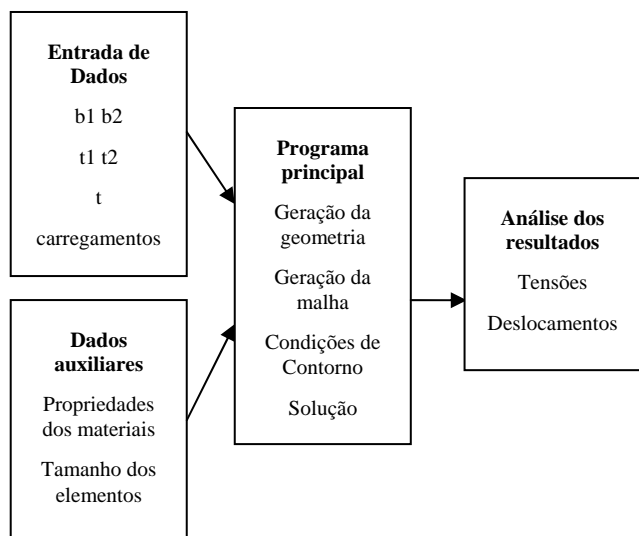 Entrada de
Dados
b1 b2
t1 t2
t
carregamentos
Dados
auxiliares
Propriedades
dos materiais
Tamanho dos
elementos
Programa
principal
Geração da
geometria
Geração da
malha
Condições de
Contorno
Solução
Análise dos
resultados
Tensões
Deslocamentos